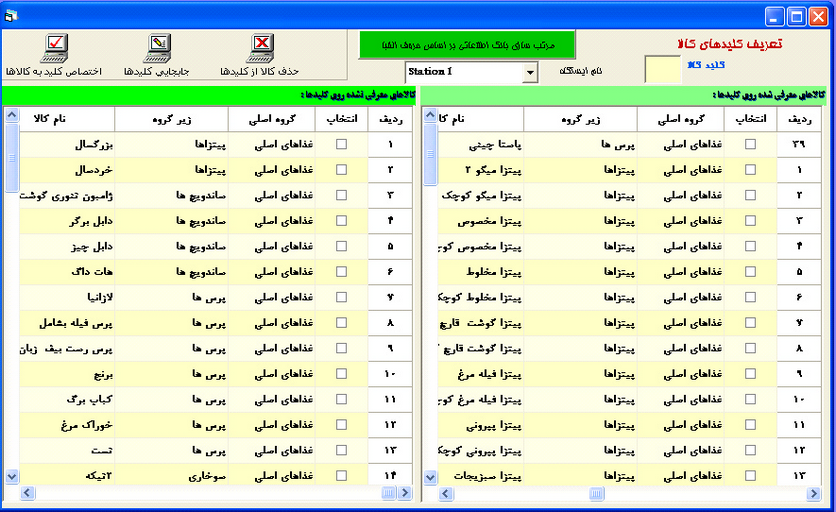 تعریف کلیدهای کالا
کلید کالا
مرتب سازی بانک اطلاعاتی بر اساس حروف الفبا
نام ایستگاه
Station 1
حذف کالا از کلیدها
جابجایی کلیدها
اختصاص کلید به کالاها
کالاهای معرفی شده روی کلیدها :
ردیف انتخاب گروه اصلی زیر گروه نام کا
۳۹ غذاهای اصلی پرس ها پاستا چینی
۱ غذاهای اصلی پیتزاها پیتزا میگو ۲
۲ غذاهای اصلی پیتزاها پیتزا میگو کوچک
۳ غذاهای اصلی پیتزاها پیتزا مخصوص
۴ غذاهای اصلی پیتزاها پیتزا مخصوص کوچ
۵ غذاهای اصلی پیتزاها پیتزا مخلوط
۶ غذاهای اصلی پیتزاها پیتزا مخلوط کوچک
۷ غذاهای اصلی پیتزاها پیتزا گوشت قارچ
۸ غذاهای اصلی پیتزاها پیتزا گوشت قارچ
۹ غذاهای اصلی پیتزاها پیتزا فیله مرغ
۱۰ غذاهای اصلی پیتزاها پیتزا فیله مرغ کوچ
۱۱ غذاهای اصلی پیتزاها پیتزا پپرونی
۱۲ غذاهای اصلی پیتزاها پیتزا پپرونی کوچک
۱۳ غذاهای اصلی پیتزاها پیتزا سبزیجات
کالاهای معرفی نشده روی کلیدها :
ردیف انتخاب گروه اصلی زیر گروه نام کالا
۱ غذاهای اصلی پیتزاها بزرگسال
۲ غذاهای اصلی پیتزاها خردسال
۳ غذاهای اصلی ساندویچ ها ژامبون تنوری گوشت
۴ غذاهای اصلی ساندویچ ها دابل برگر
۵ غذاهای اصلی ساندویچ ها دابل چیز
۶ غذاهای اصلی ساندویچ ها هات داگ
۷ غذاهای اصلی پرس ها لازانیا
۸ غذاهای اصلی پرس ها پرس فیله بشامل
۹ غذاهای اصلی پرس ها پرس رست بیف زبان
۱۰ غذاهای اصلی پرس ها برنج
۱۱ غذاهای اصلی پرس ها کباب برگ
۱۲ غذاهای اصلی پرس ها خوراک مرغ
۱۳ غذاهای اصلی پرس ها تست
۱۴ غذاهای اصلی سوخاری ۲تیکه